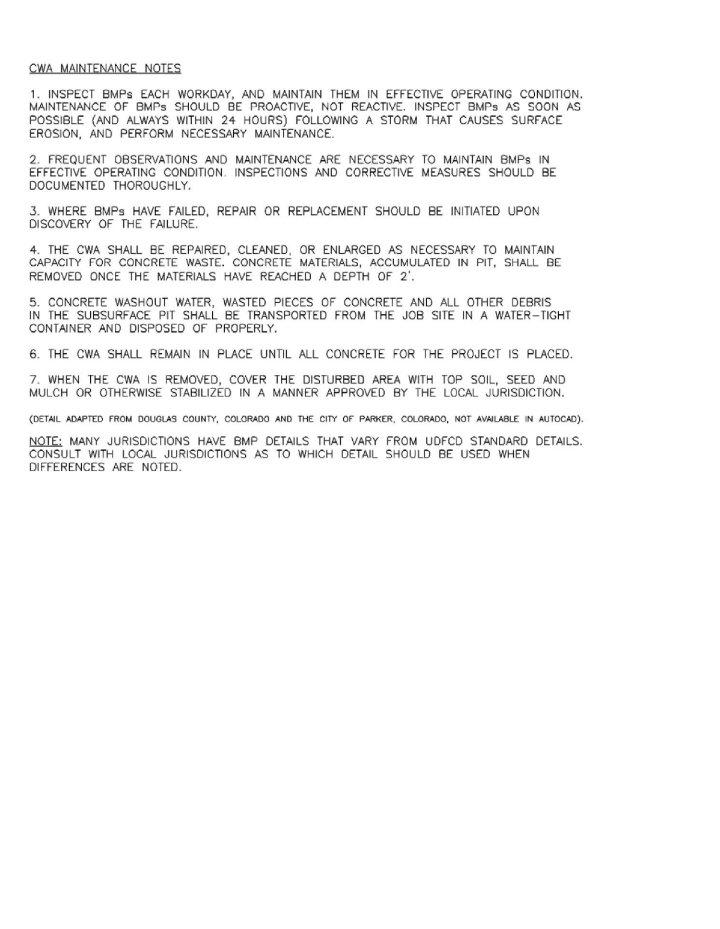 CWA MAINTENANCE NOTES
1. INSPECT BMPs EACH WORKDAY, AND MAINTAIN THEM IN EFFECTIVE OPERATING CONDITION.
MAINTENANCE OF BMPs SHOULD BE PROACTIVE, NOT REACTIVE. INSPECT BMPs AS SOON AS
POSSIBLE (AND ALWAYS WITHIN 24 HOURS) FOLLOWING A STORM THAT CAUSES SURFACE
EROSION, AND PERFORM NECESSARY MAINTENANCE.
2. FREQUENT OBSERVATIONS AND MAINTENANCE ARE NECESSARY TO MAINTAIN BMPs IN
EFFECTIVE OPERATING CONDITION. INSPECTIONS AND CORRECTIVE MEASURES SHOULD BE
DOCUMENTED THOROUGHLY.
3. WHERE BMPs HAVE FAILED, REPAIR OR REPLACEMENT SHOULD BE INITIATED UPON
DISCOVERY OF THE FAILURE.
4. THE CWA SHALL BE REPAIRED, CLEANED, OR ENLARGED AS NECESSARY TO MAINTAIN
CAPACITY FOR CONCRETE WASTE. CONCRETE MATERIALS, ACCUMULATED IN PIT, SHALL BE
REMOVED ONCE THE MATERIALS HAVE REACHED A DEPTH OF 2'.
5. CONCRETE WASHOUT WATER, WASTED PIECES OF CONCRETE AND ALL OTHER DEBRIS
IN THE SUBSURFACE PIT SHALL BE TRANSPORTED FROM THE JOB SITE IN A WATER-TIGHT
CONTAINER AND DISPOSED OF PROPERLY.
6. THE CWA SHALL REMAIN IN PLACE UNTIL ALL CONCRETE FOR THE PROJECT IS PLACED.
7. WHEN THE CWA IS REMOVED, COVER THE DISTURBED AREA WITH TOP SOIL, SEED AND
MULCH OR OTHERWISE STABILIZED IN A MANNER APPROVED BY THE LOCAL JURISDICTION.
(DETAIL ADAPTED FROM DOUGLAS COUNTY, COLORADO AND THE CITY OF PARKER, COLORADO, NOT AVAILABLE IN AUTOCAD).
NOTE: MANY JURISDICTIONS HAVE BMP DETAILS THAT VARY FROM UDFCD STANDARD DETAILS.
CONSULT WITH LOCAL JURISDICTIONS AS TO WHICH DETAIL SHOULD BE USED WHEN
DIFFERENCES ARE NOTED.